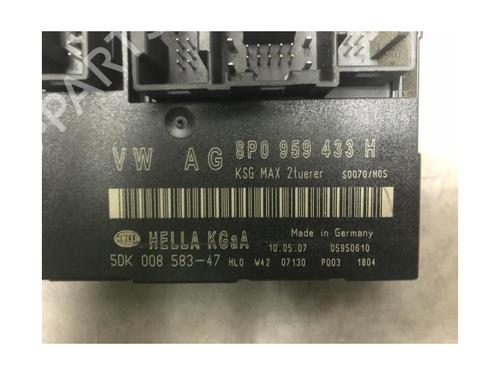 VW AG 8P0 959 433 H
KSG MAX 2tuerer S0070/H05
Made in Germany
HELLA KGaA 10.05.07 05950610
5DK 008 583-47 HLO W42 07130 P003 1804